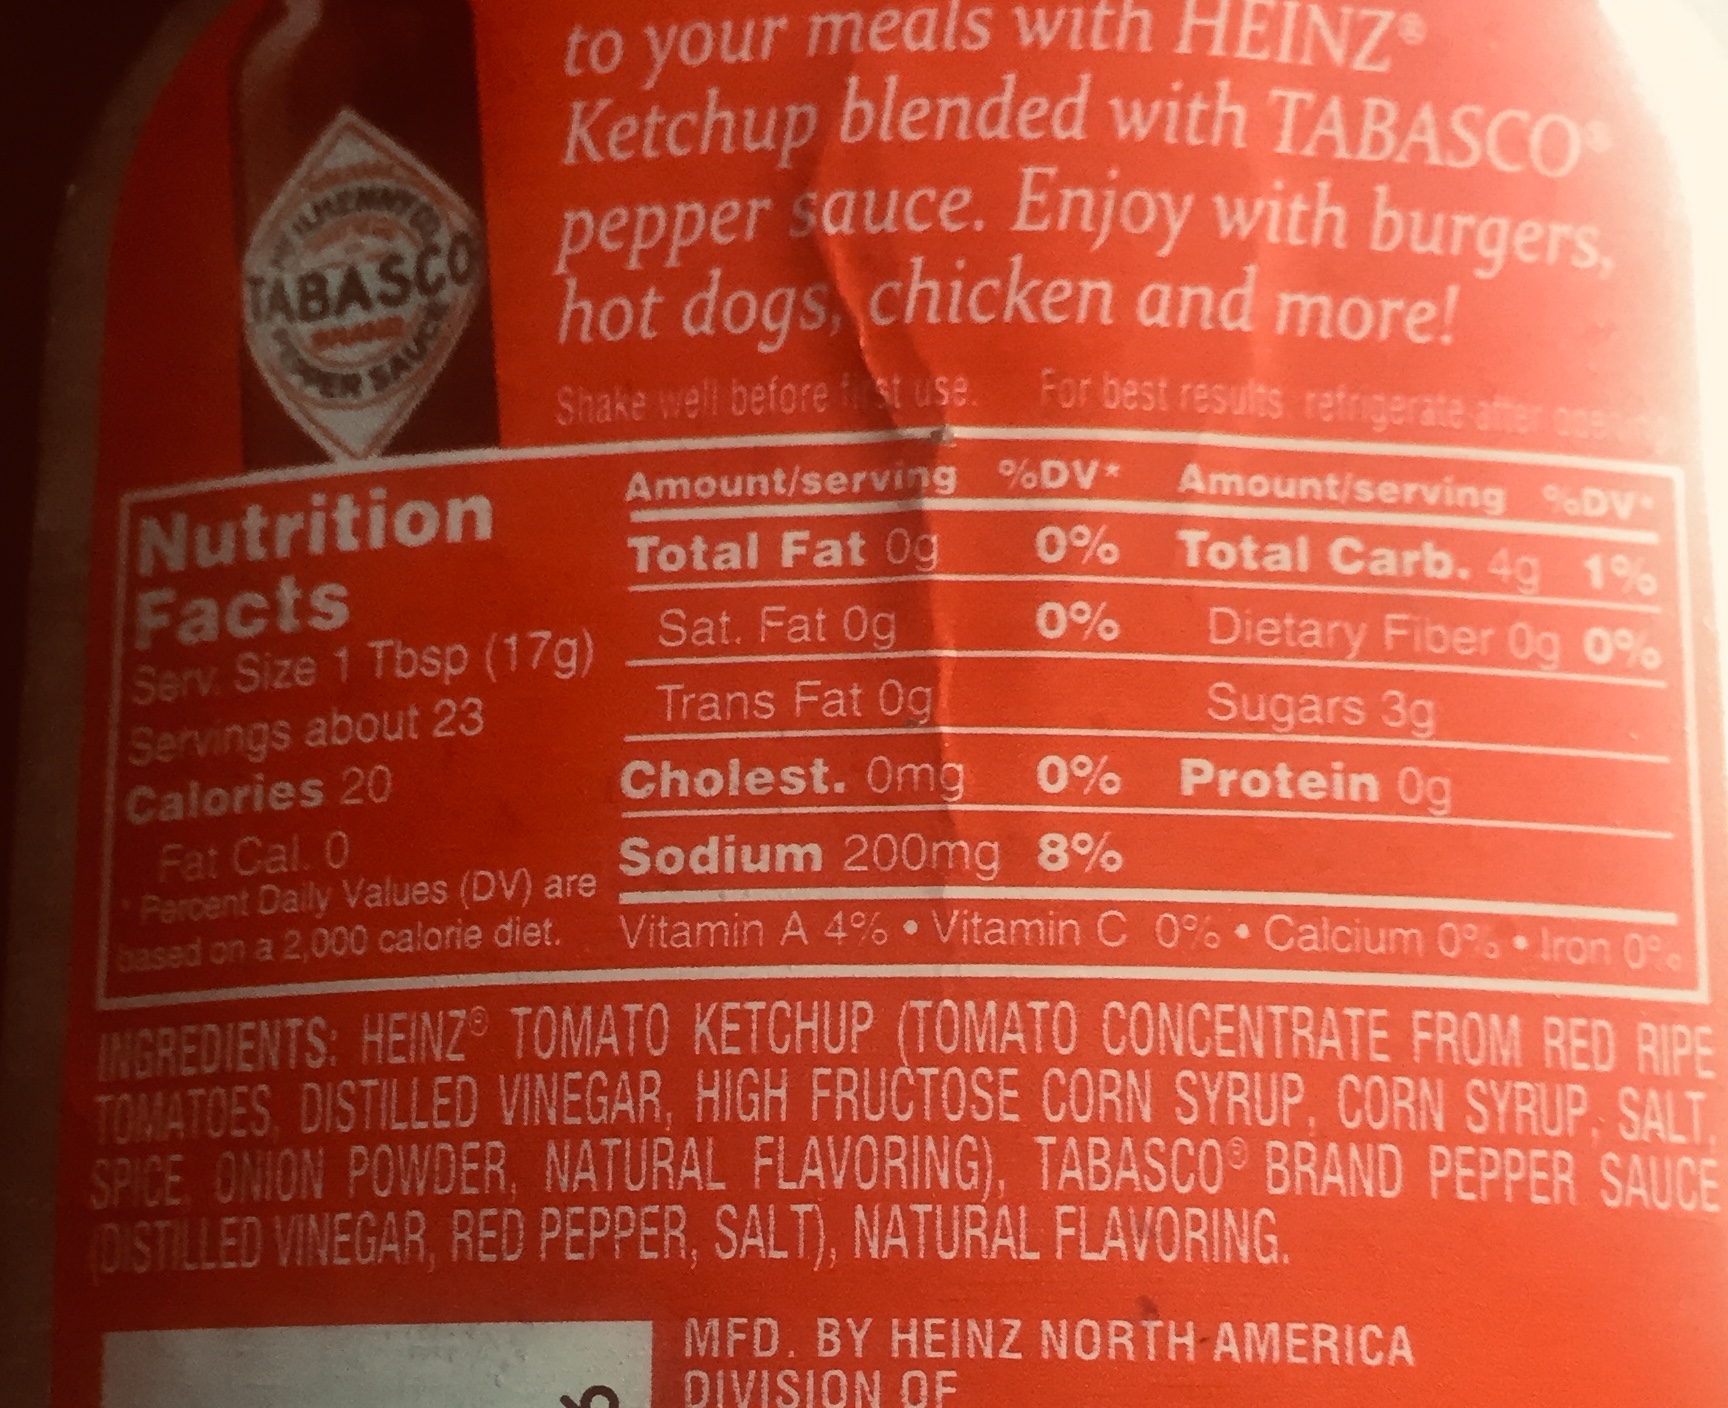 to your meals with HEINZ®
Ketchup blended with TABASCO®
pepper sauce. Enjoy with burgers,
hot dogs, chicken and more!
Shake well before first use. For best results refrigerate after
TABASCO
PEPPER SAUCE
Nutrition
Facts
Serv. Size 1 Tbsp (17g)
Servings about 23
Calories 20
Fat Cal. 0
* Percent Daily Values (DV) are
based on a 2,000 calorie diet.
Amount/serving %DV* Amount/serving %DV*
Total Fat 0g 0% Total Carb. 4g 1%
Sat. Fat 0g 0% Dietary Fiber 0g 0%
Trans Fat 0g Sugars 3g
Cholest. 0mg 0% Protein 0g
Sodium 200mg 8%
Vitamin A 4% • Vitamin C 0% • Calcium 0% • Iron 0%
INGREDIENTS: HEINZ® TOMATO KETCHUP (TOMATO CONCENTRATE FROM RED RIPE
TOMATOES, DISTILLED VINEGAR, HIGH FRUCTOSE CORN SYRUP, CORN SYRUP, SALT,
SPICE, ONION POWDER, NATURAL FLAVORING), TABASCO® BRAND PEPPER SAUCE
(DISTILLED VINEGAR, RED PEPPER, SALT), NATURAL FLAVORING.
MFD. BY HEINZ NORTH AMERICA
DIVISION OF